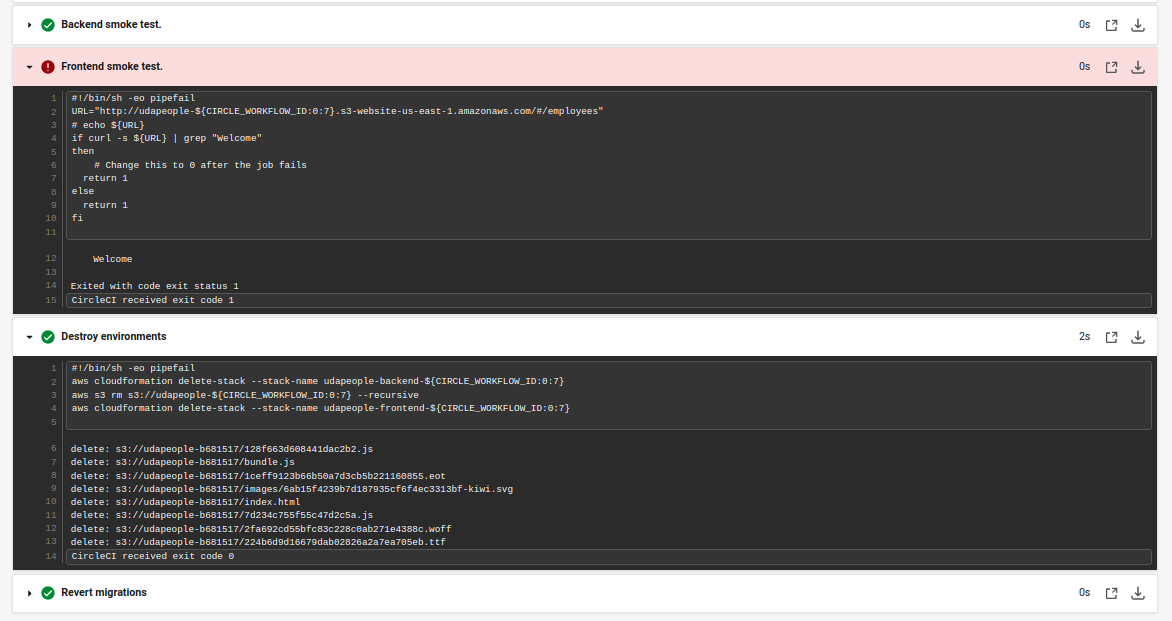 Backend smoke test.
0s
Frontend smoke test.
0s
1 #!/bin/sh -eo pipefail
2 URL="http://udapeople-${CIRCLE_WORKFLOW_ID:0:7}.s3-website-us-east-1.amazonaws.com/#/employees"
3 # echo ${URL}
4 if curl -s ${URL} | grep "Welcome"
5 then
6 # Change this to 0 after the job fails
7 return 1
8 else
9 return 1
10 fi
11
12 Welcome
13
14 Exited with code exit status 1
15 CircleCI received exit code 1
Destroy environments
2s
1 #!/bin/sh -eo pipefail
2 aws cloudformation delete-stack --stack-name udapeople-backend-${CIRCLE_WORKFLOW_ID:0:7}
3 aws s3 rm s3://udapeople-${CIRCLE_WORKFLOW_ID:0:7} --recursive
4 aws cloudformation delete-stack --stack-name udapeople-frontend-${CIRCLE_WORKFLOW_ID:0:7}
5
6 delete: s3://udapeople-b681517/128f663d608441dac2b2.js
7 delete: s3://udapeople-b681517/bundle.js
8 delete: s3://udapeople-b681517/1ceff9123b66b50a7d3cb5b221160855.eot
9 delete: s3://udapeople-b681517/images/6ab15f4239b7d187935cf6f4ec3313bf-kiwi.svg
10 delete: s3://udapeople-b681517/index.html
11 delete: s3://udapeople-b681517/7d234c755f55c47d2c5a.js
12 delete: s3://udapeople-b681517/2fa692cd55bfc83c228c0ab271e4388c.woff
13 delete: s3://udapeople-b681517/224b6d9d16679dab02826a2a7ea705eb.ttf
14 CircleCI received exit code 0
Revert migrations
0s